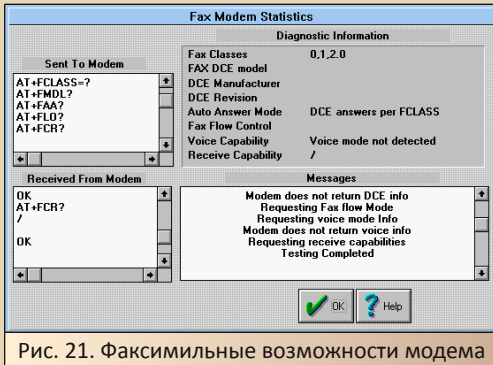 Fax Modem Statistics
Sent To Modem
AT+FCLASS=?
AT+FMDL?
AT+FAA?
AT+FLO?
AT+FCR?
Diagnostic Information
Fax Classes 0,1,2.0
FAX DCE model
DCE Manufacturer
DCE Revision
Auto Answer Mode DCE answers per FCLASS
Fax Flow Control
Voice Capability Voice mode not detected
Receive Capability /
Received From Modem
OK
AT+FCR?
/
OK
Messages
Modem does not return DCE info
Requesting Fax flow Mode
Requesting voice mode Info
Modem does not return voice info
Requesting receive capabilities
Testing Completed
OK
Help
Рис. 21. Факсимильные возможности модема